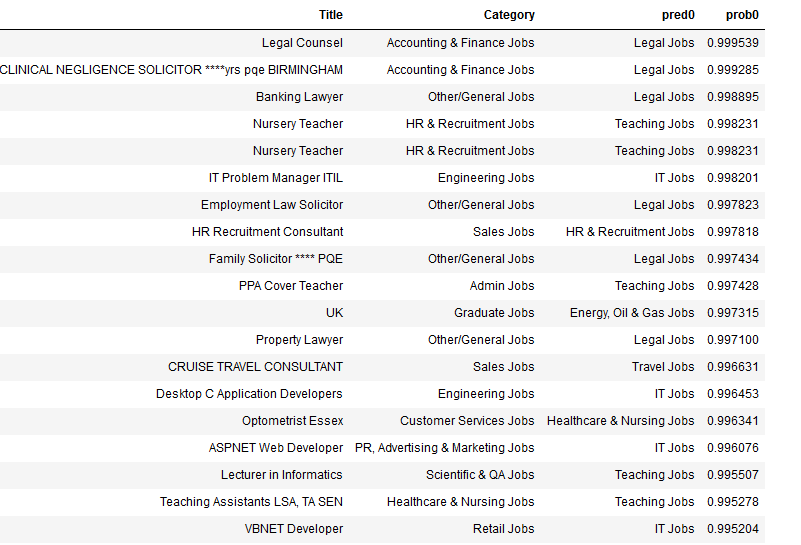 Title Category pred0 prob0
Legal Counsel Accounting & Finance Jobs Legal Jobs 0.999539
CLINICAL NEGLIGENCE SOLICITOR ****yrs pqe BIRMINGHAM Accounting & Finance Jobs Legal Jobs 0.999285
Banking Lawyer Other/General Jobs Legal Jobs 0.998895
Nursery Teacher HR & Recruitment Jobs Teaching Jobs 0.998231
Nursery Teacher HR & Recruitment Jobs Teaching Jobs 0.998231
IT Problem Manager ITIL Engineering Jobs IT Jobs 0.998201
Employment Law Solicitor Other/General Jobs Legal Jobs 0.997823
HR Recruitment Consultant Sales Jobs HR & Recruitment Jobs 0.997818
Family Solicitor **** PQE Other/General Jobs Legal Jobs 0.997434
PPA Cover Teacher Admin Jobs Teaching Jobs 0.997428
UK Graduate Jobs Energy, Oil & Gas Jobs 0.997315
Property Lawyer Other/General Jobs Legal Jobs 0.997100
CRUISE TRAVEL CONSULTANT Sales Jobs Travel Jobs 0.996631
Desktop C Application Developers Engineering Jobs IT Jobs 0.996453
Optometrist Essex Customer Services Jobs Healthcare & Nursing Jobs 0.996341
ASPNET Web Developer PR, Advertising & Marketing Jobs IT Jobs 0.996076
Lecturer in Informatics Scientific & QA Jobs Teaching Jobs 0.995507
Teaching Assistants LSA, TA SEN Healthcare & Nursing Jobs Teaching Jobs 0.995278
VBNET Developer Retail Jobs IT Jobs 0.995204